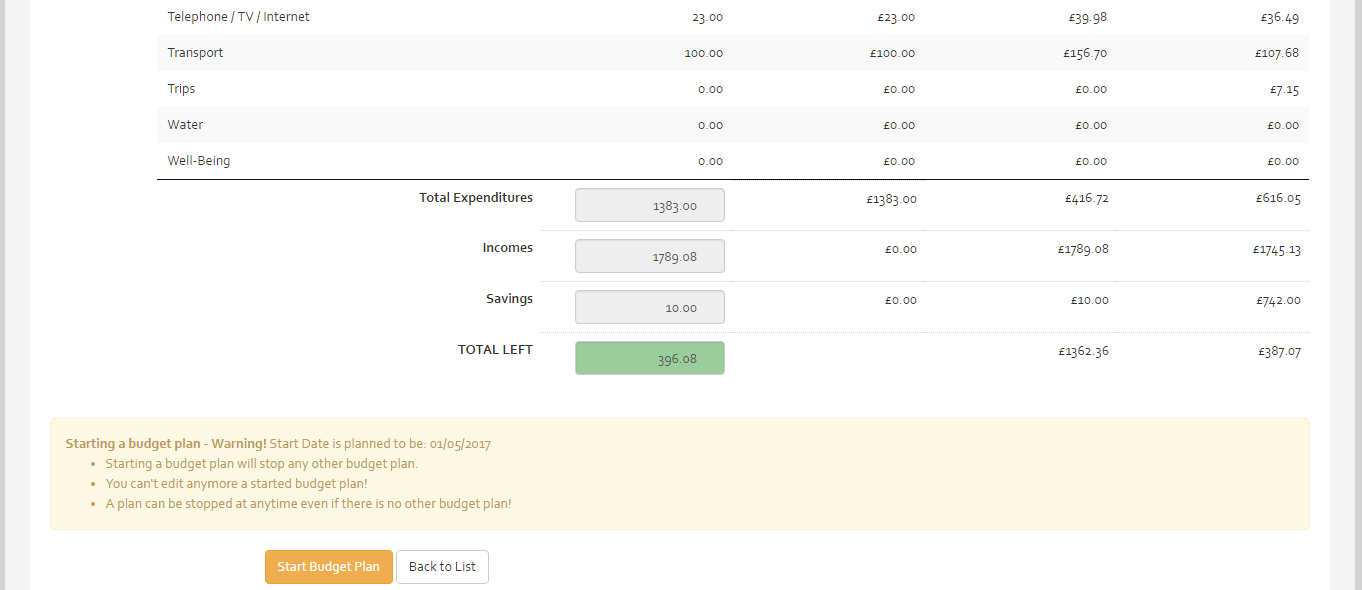 Telephone / TV / Internet 23.00 £23.00 £39.98 £36.49
Transport 100.00 £100.00 £156.70 £107.68
Trips 0.00 £0.00 £0.00 £7.15
Water 0.00 £0.00 £0.00 £0.00
Well-Being 0.00 £0.00 £0.00 £0.00
Total Expenditures 1383.00 £1383.00 £416.72 £616.05
Incomes 1789.08 £0.00 £1789.08 £1745.13
Savings 10.00 £0.00 £10.00 £742.00
TOTAL LEFT 396.08 £1362.36 £387.07
Starting a budget plan - Warning! Start Date is planned to be: 01/05/2017
• Starting a budget plan will stop any other budget plan.
• You can't edit anymore a started budget plan!
• A plan can be stopped at anytime even if there is no other budget plan!
Start Budget Plan Back to List